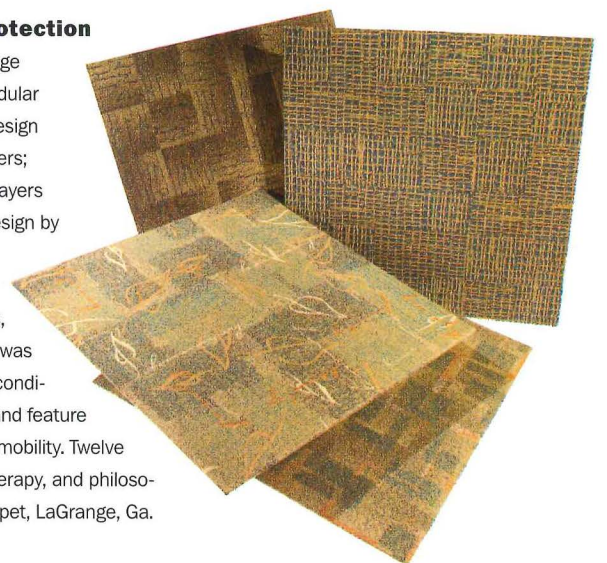 otection
ge
dular
esign
ers;
ayers
esign by
was
condi-
and feature
mobility. Twelve
erapy, and philoso-
pet, LaGrange, Ga.